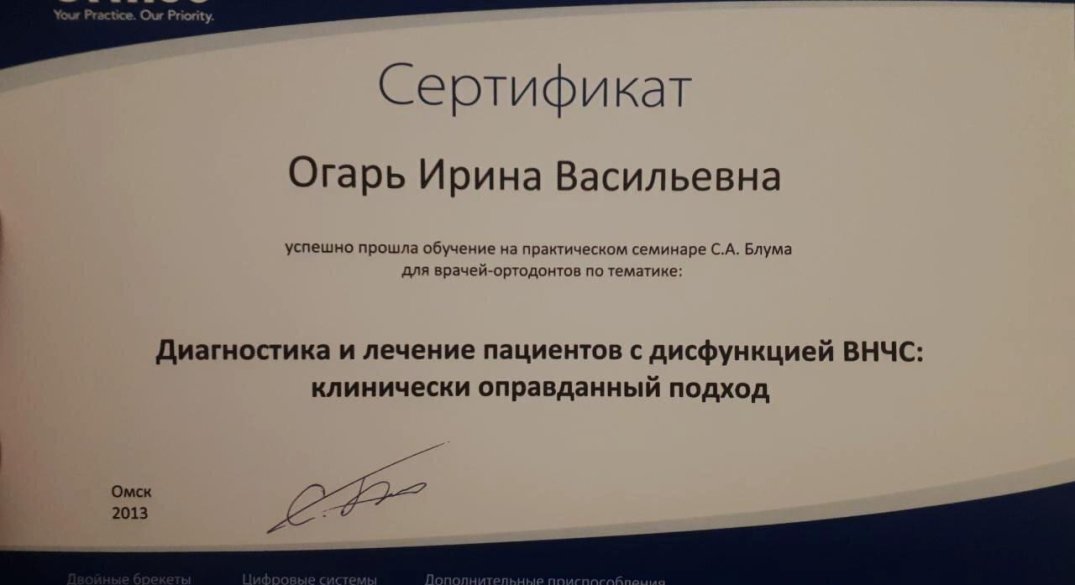 Your Practice. Our Priority.
Сертификат
Огарь Ирина Васильевна
успешно прошла обучение на практическом семинаре С.А. Блума
для врачей-ортодонтов по тематике:
Диагностика и лечение пациентов с дисфункцией ВНЧС:
клинически оправданный подход
Омск
2013
Двойные брекеты Цифровые системы Дополнительные приспособления